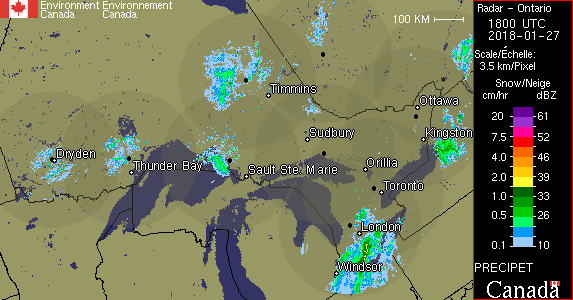 Environment Environnement
Canada Canada
100 KM
Timmins
Ottawa
Sudbury
Kingston
Dryden
Thunder Bay
Sault Ste. Marie
Orillia
Toronto
London
Windsor
Radar - Ontario
1800 UTC
2018-01-27
Scale/Échelle:
3.5 km/Pixel
Snow/Neige
cm/hr dBZ
20 61
7.5 52
4.0 46
2.0 39
1.0 33
0.5 26
0.1 10
PRECIPET
Canada